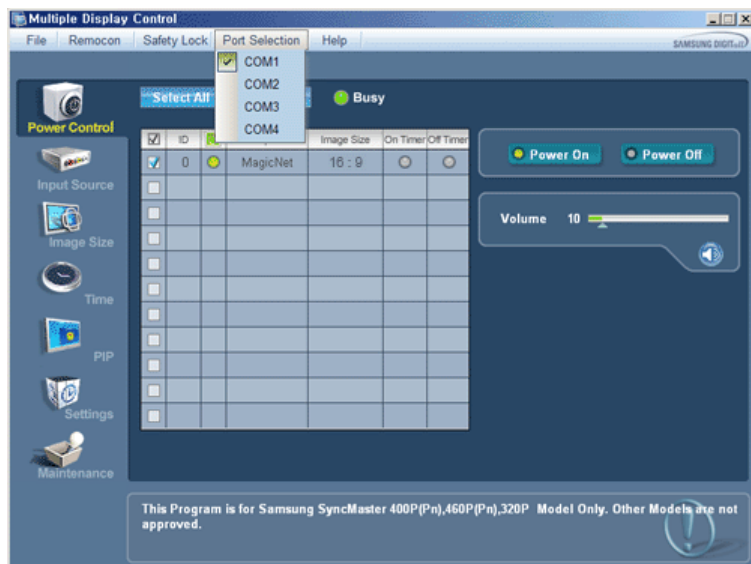 Multiple Display Control
File Remocon Safety Lock Port Selection Help
SAMSUNG DIGITall
COM1
COM2
COM3
COM4
Select All
Busy
Power Control
Input Source
Image Size
Time
PIP
Settings
Maintenance
ID Image Size On Timer Off Timer
0 MagicNet 16 : 9
Power On Power Off
Volume 10
This Program is for Samsung SyncMaster 400P(Pn),460P(Pn),320P Model Only. Other Models are not
approved.